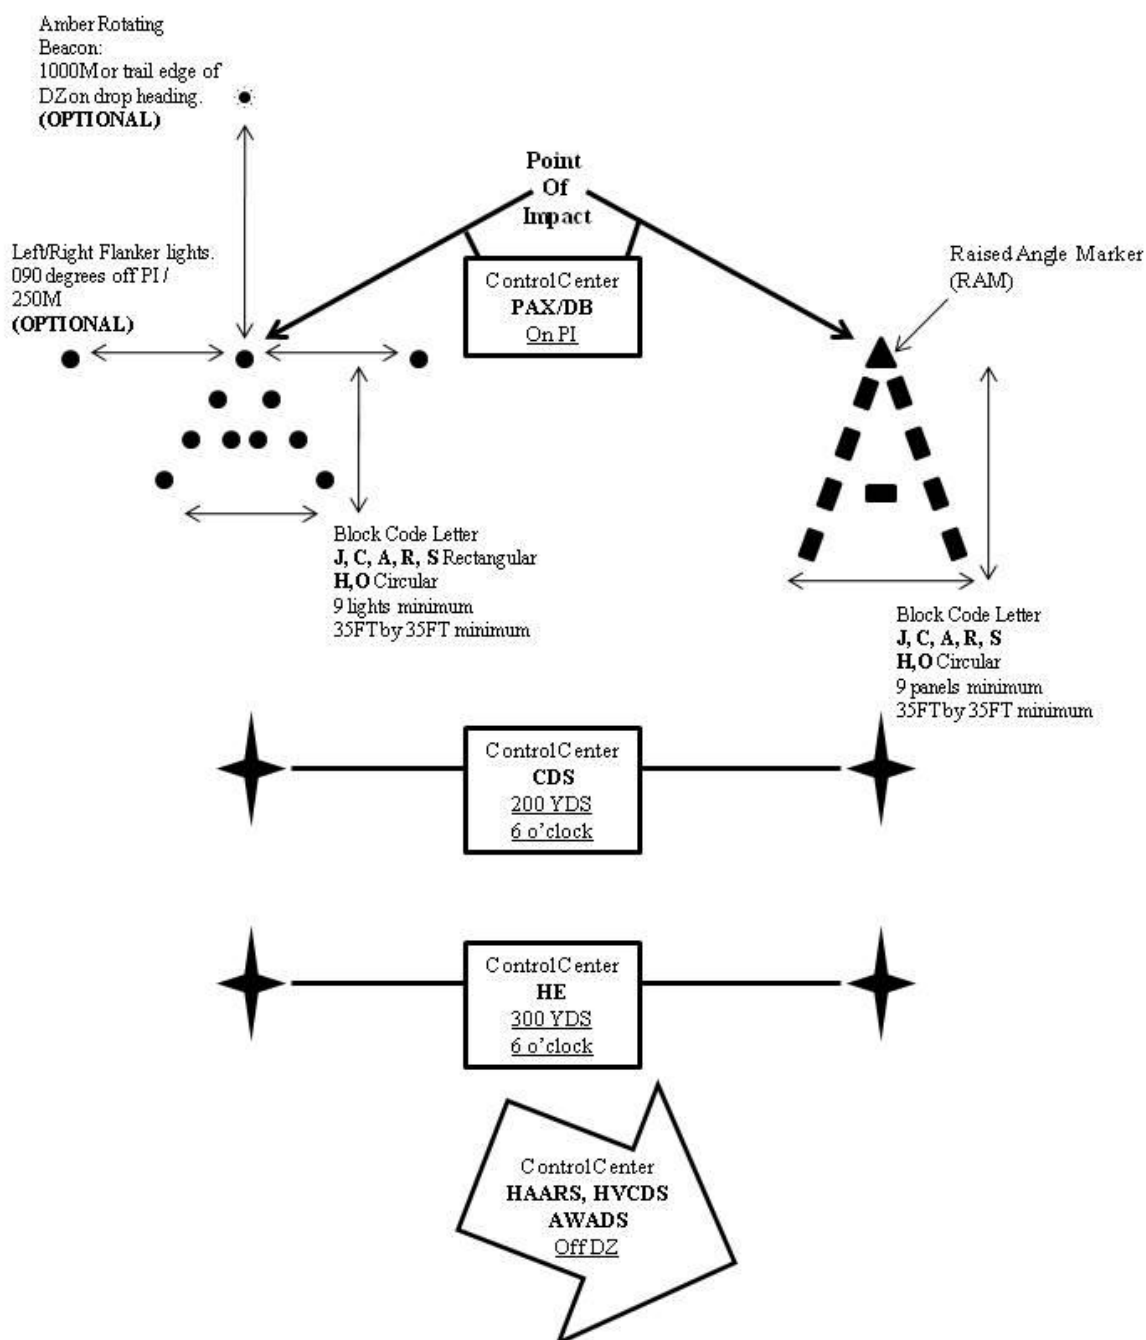 Amber Rotating
Beacon:
1000M or trail edge of
DZ on drop heading.
(OPTIONAL)
Point
Of
Impact
Left/Right Flanker lights.
090 degrees off PI /
250M
(OPTIONAL)
Control Center
PAX/DB
On PI
Raised Angle Marker
(RAM)
Block Code Letter
J, C, A, R, S Rectangular
H,O Circular
9 lights minimum
35FT by 35FT minimum
Block Code Letter
J, C, A, R, S
H,O Circular
9 panels minimum
35FT by 35FT minimum
Control Center
CDS
200 YDS
6 o’clock
Control Center
HE
300 YDS
6 o’clock
Control Center
HAARS, HVCDS
AWADS
Off DZ